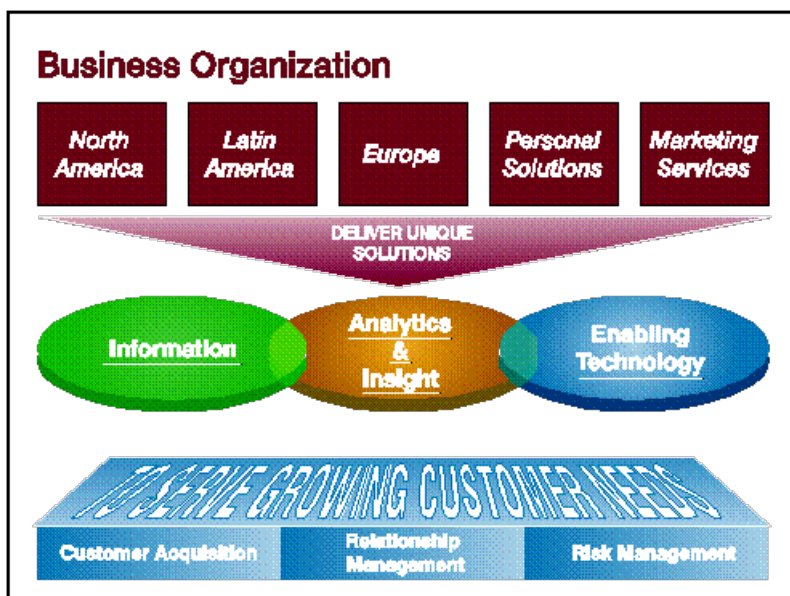 Business Organization
North
America
Latin
America
Europe
Personal
Solutions
Marketing
Services
DELIVER UNIQUE
SOLUTIONS
Information
Analytics
&
Insight
Enabling
Technology
TO SERVE GROWING CUSTOMER NEEDS
Customer Acquisition
Relationship
Management
Risk Management